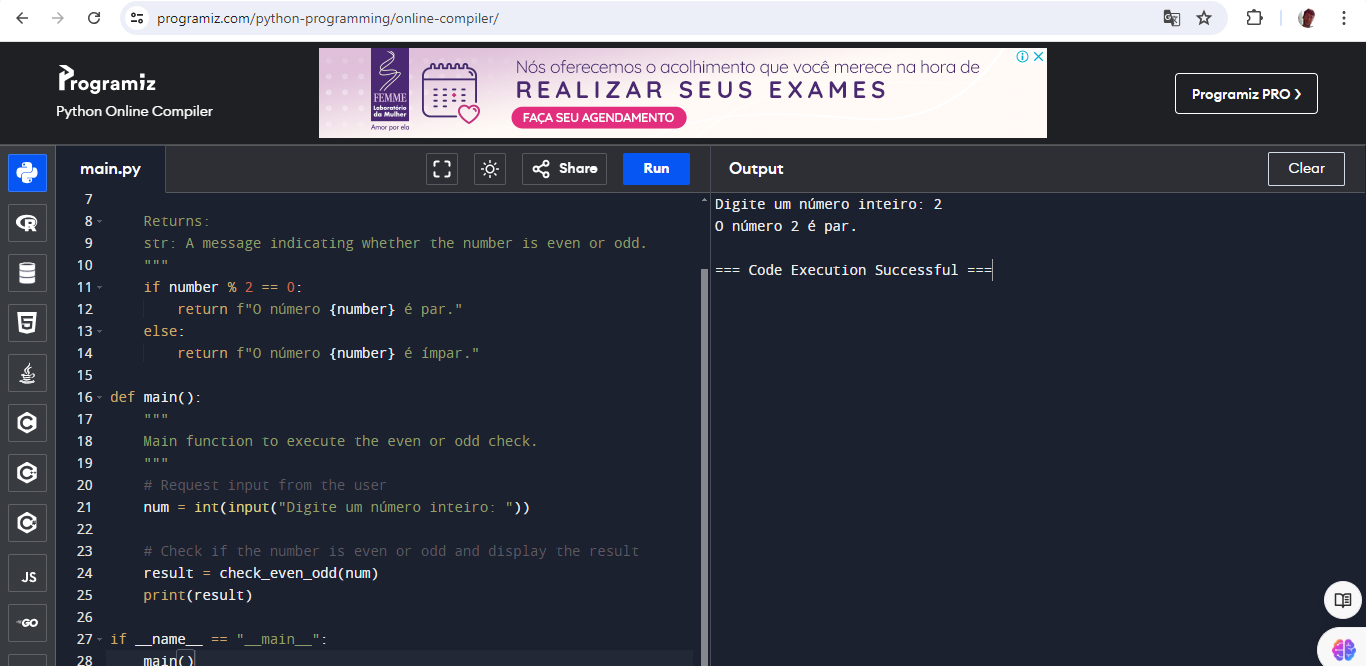 programiz.com/python-programming/online-compiler/
Programiz
Python Online Compiler
FEMME
Laboratório
da Mulher
Amor por ela
Nós oferecemos o acolhimento que você merece na hora de
REALIZAR SEUS EXAMES
FAÇA SEU AGENDAMENTO
Programiz PRO
main.py
Share
Run
Output
Clear
7
8     Returns:
9     str: A message indicating whether the number is even or odd.
10     """
11     if number % 2 == 0:
12         return f"O número {number} é par."
13     else:
14         return f"O número {number} é ímpar."
15
16 def main():
17     """
18     Main function to execute the even or odd check.
19     """
20     # Request input from the user
21     num = int(input("Digite um número inteiro: "))
22
23     # Check if the number is even or odd and display the result
24     result = check_even_odd(num)
25     print(result)
26
27 if __name__ == "__main__":
28     main()
Digite um número inteiro: 2
O número 2 é par.
=== Code Execution Successful ===
R
5
C
C
C
JS
GO